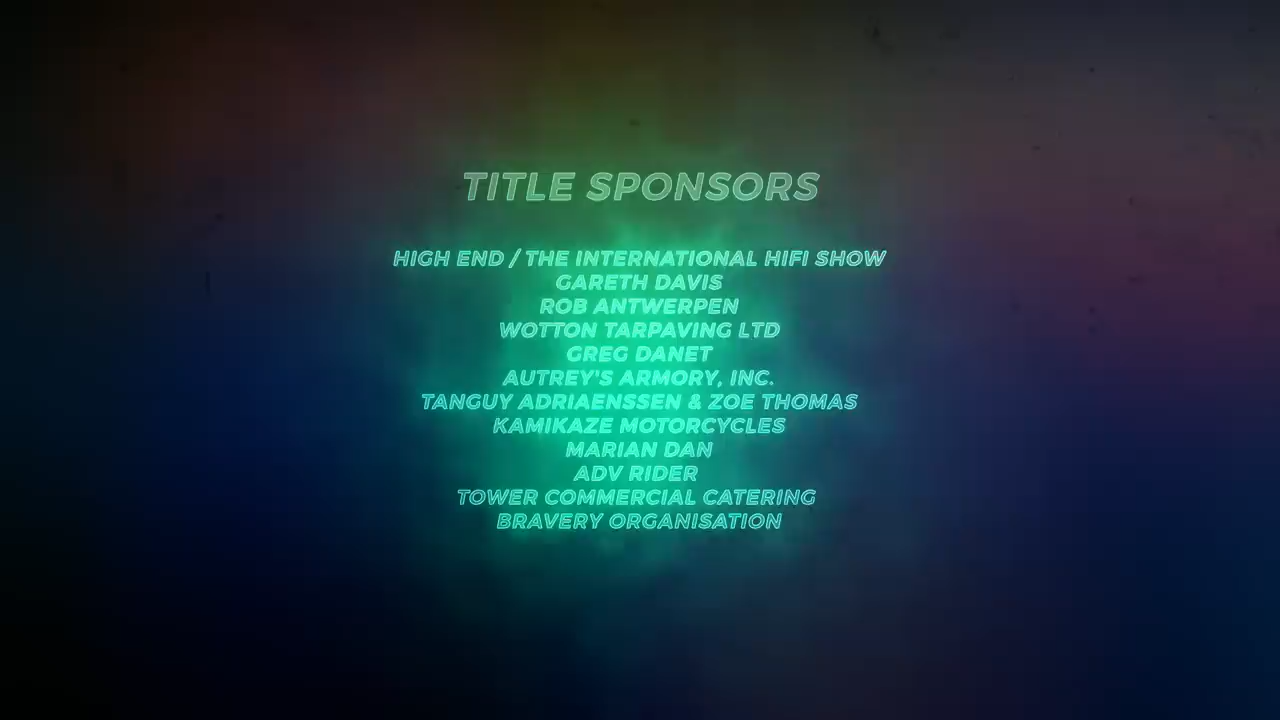 TITLE SPONSORS
HIGH END / THE INTERNATIONAL HIFI SHOW
GARETH DAVIS
ROB ANTWERPEN
WOTTON TARPAVING LTD
GREG DANET
AUTREY'S ARMORY, INC.
TANGUY ADRIAENSSEN & ZOE THOMAS
KAMIKAZE MOTORCYCLES
MARIAN DAN
ADV RIDER
TOWER COMMERCIAL CATERING
BRAVERY ORGANISATION